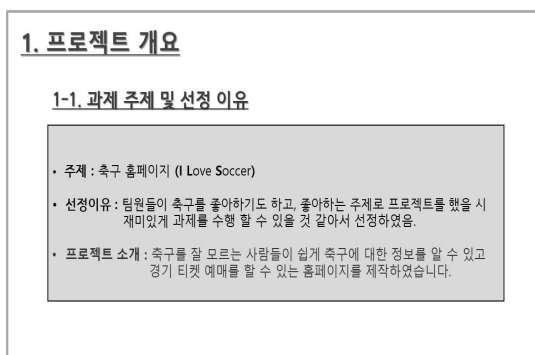 1. 프로젝트 개요
1-1. 과제 주제 및 선정 이유
• 주제 : 축구 홈페이지 (I Love Soccer)
• 선정이유 : 팀원들이 축구를 좋아하기도 하고, 좋아하는 주제로 프로젝트를 했을 시
재미있게 과제를 수행 할 수 있을 것 같아서 선정하였음.
• 프로젝트 소개 : 축구를 잘 모르는 사람들이 쉽게 축구에 대한 정보를 알 수 있고
경기 티켓 예매를 할 수 있는 홈페이지를 제작하였습니다.